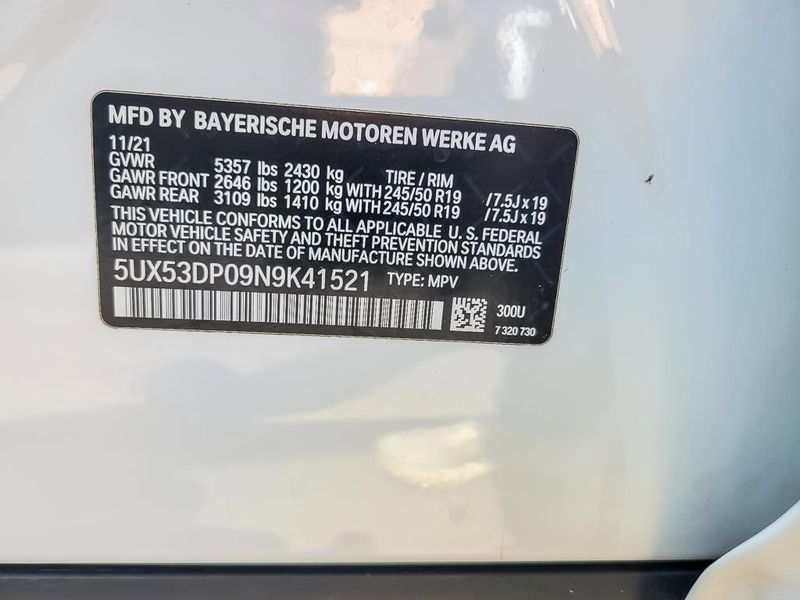 MFD BY BAYERISCHE MOTOREN WERKE AG
11/21
GVWR 5357 lbs 2430 kg TIRE / RIM
GAWR FRONT 2646 lbs 1200 kg WITH 245/50 R19 /7.5J x 19
GAWR REAR 3109 lbs 1410 kg WITH 245/50 R19 /7.5J x 19
THIS VEHICLE CONFORMS TO ALL APPLICABLE U. S. FEDERAL
MOTOR VEHICLE SAFETY AND THEFT PREVENTION STANDARDS
IN EFFECT ON THE DATE OF MANUFACTURE SHOWN ABOVE.
5UX53DP09N9K41521 TYPE: MPV
300U
7 320 730